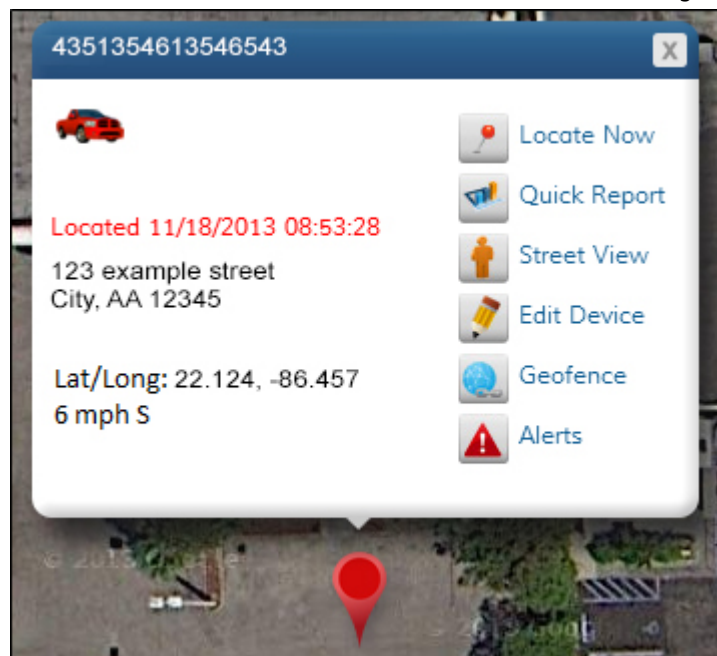 4351354613546543
X
Located 11/18/2013 08:53:28
123 example street
City, AA 12345
Lat/Long: 22.124, -86.457
6 mph S
Locate Now
Quick Report
Street View
Edit Device
Geofence
Alerts